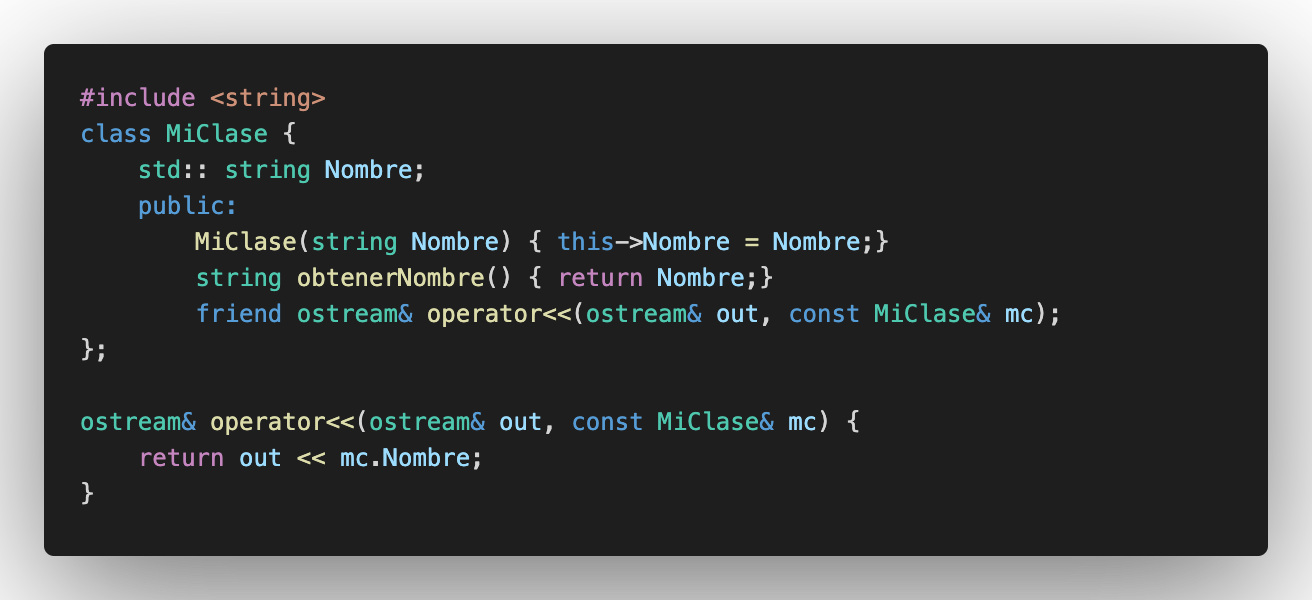 #include <string>
class MiClase {
    std:: string Nombre;
    public:
        MiClase(string Nombre) { this->Nombre = Nombre;}
        string obtenerNombre() { return Nombre;}
        friend ostream& operator<<(ostream& out, const MiClase& mc);
};

ostream& operator<<(ostream& out, const MiClase& mc) {
    return out << mc.Nombre;
}